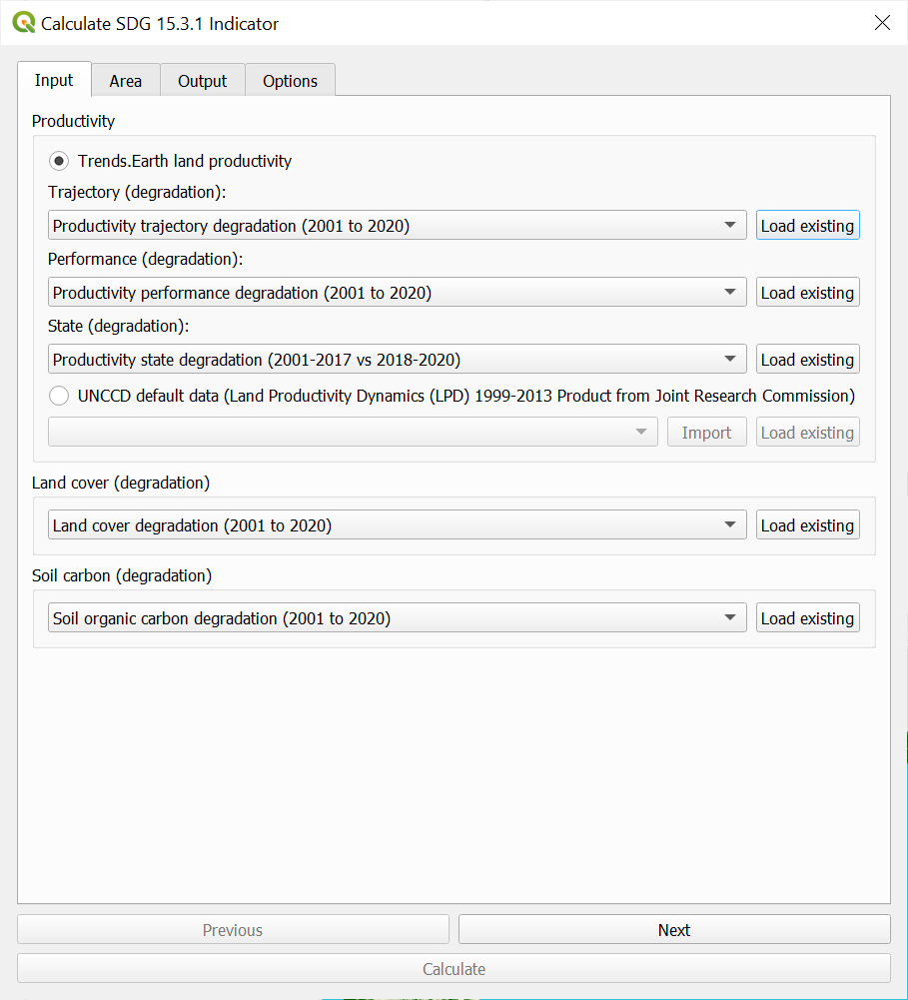 Calculate SDG 15.3.1 Indicator
Input Area Output Options
Productivity
Trends.Earth land productivity
Trajectory (degradation):
Productivity trajectory degradation (2001 to 2020) Load existing
Performance (degradation):
Productivity performance degradation (2001 to 2020) Load existing
State (degradation):
Productivity state degradation (2001-2017 vs 2018-2020) Load existing
UNCCD default data (Land Productivity Dynamics (LPD) 1999-2013 Product from Joint Research Commission)
Import Load existing
Land cover (degradation)
Land cover degradation (2001 to 2020) Load existing
Soil carbon (degradation)
Soil organic carbon degradation (2001 to 2020) Load existing
Previous Next
Calculate